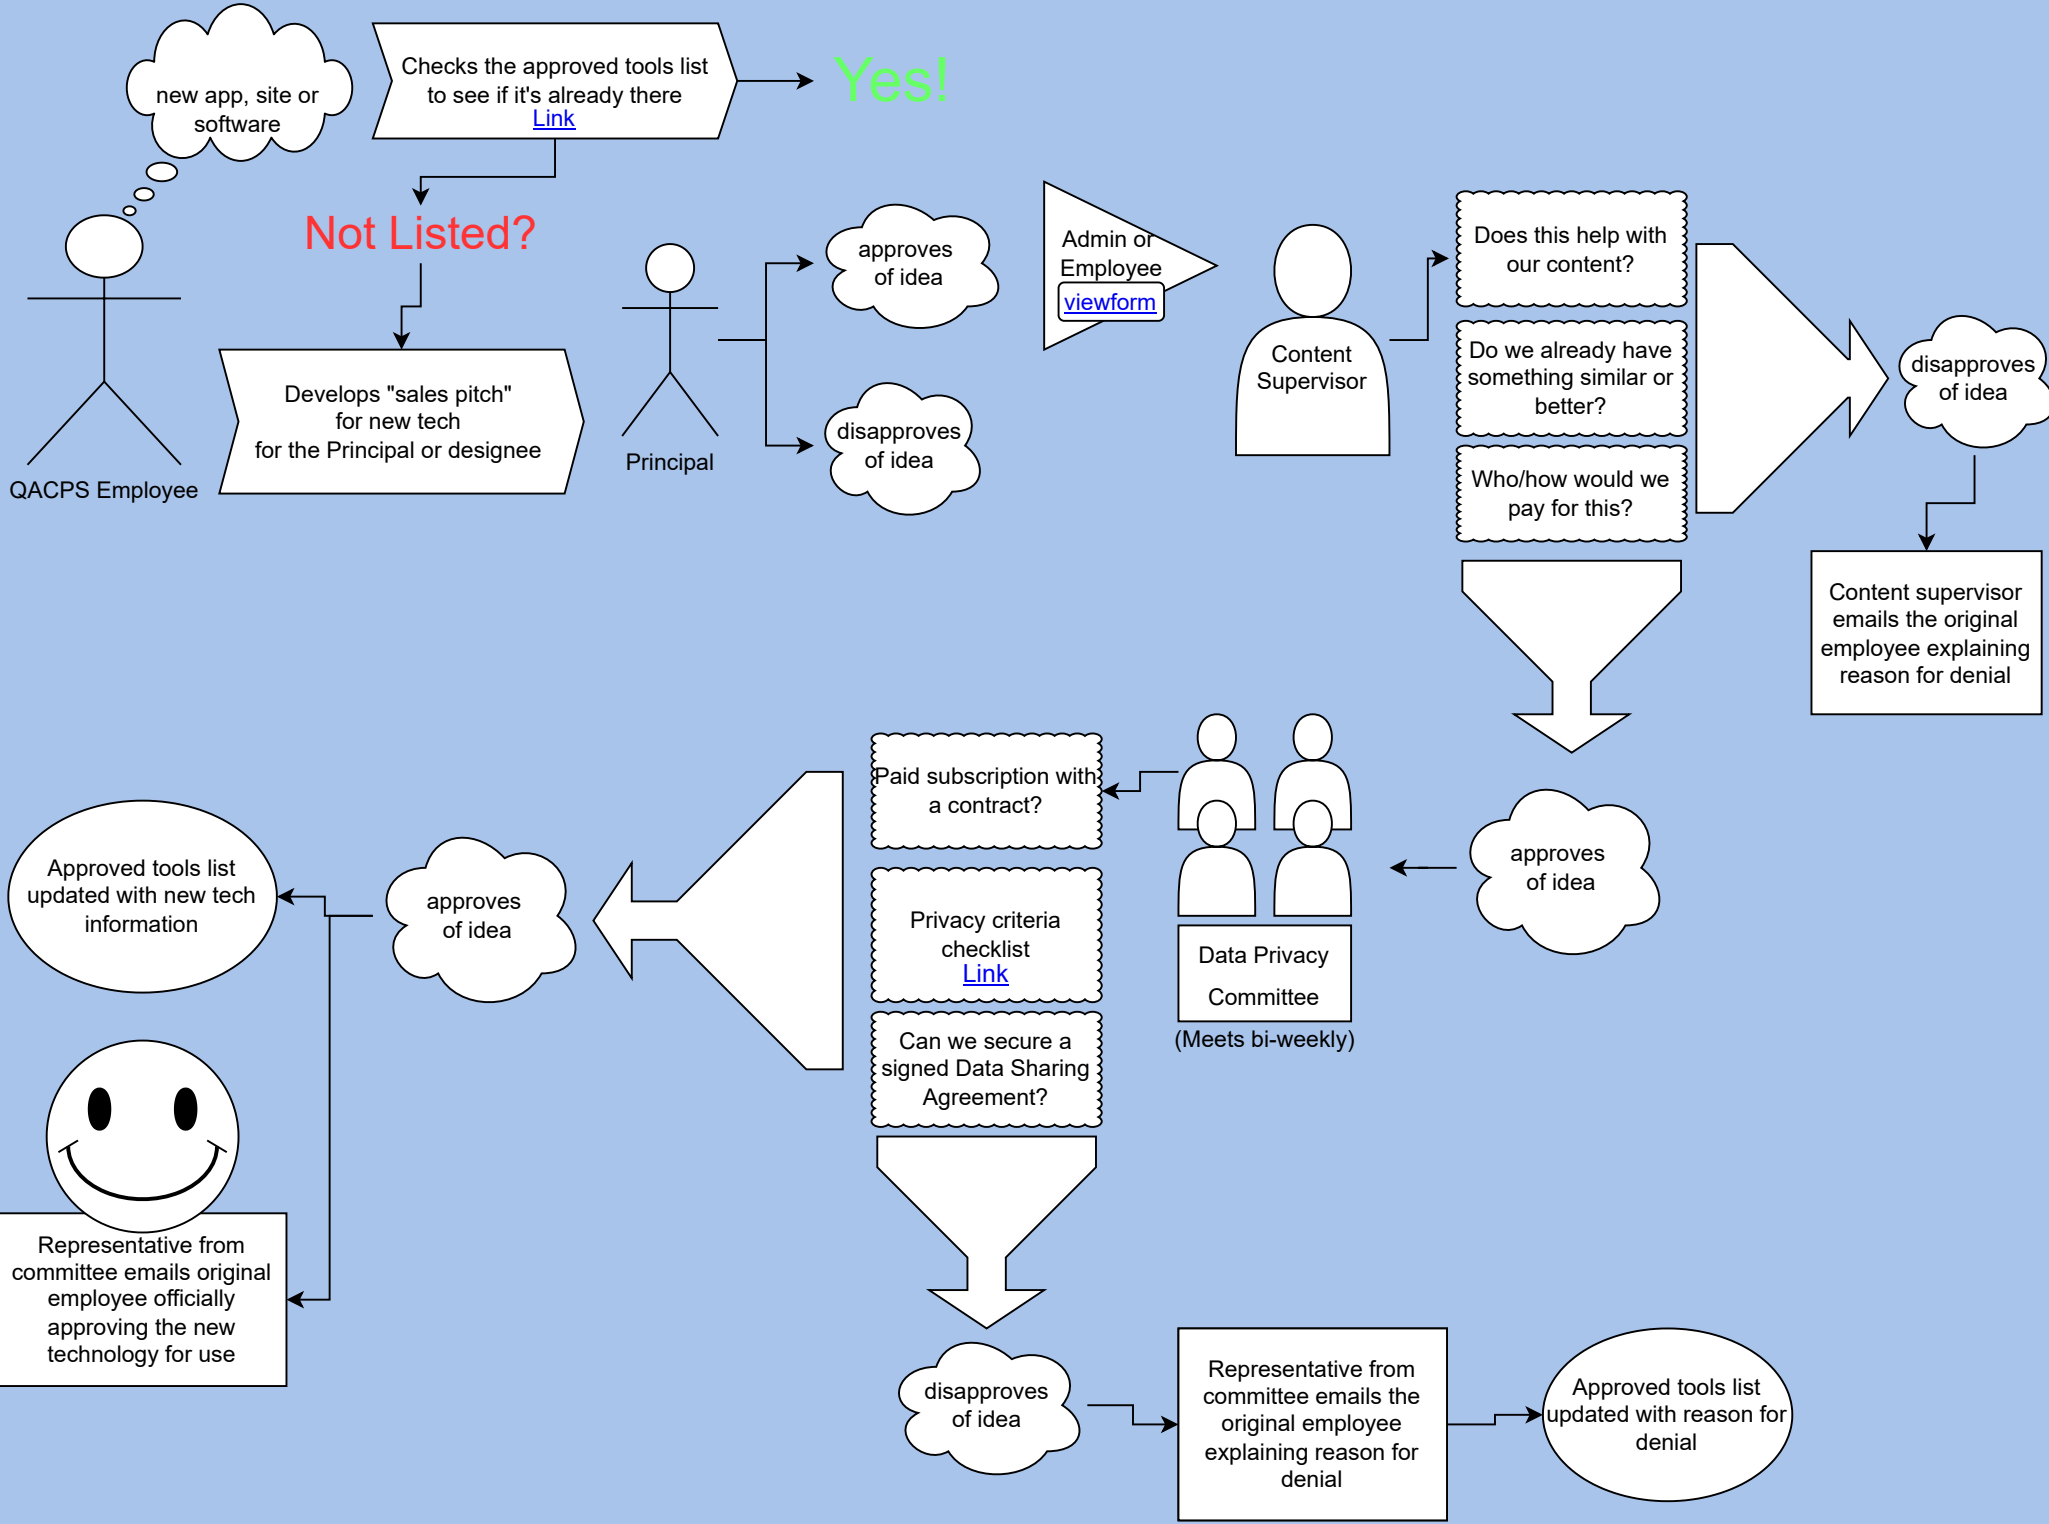 new app, site or
software
Checks the approved tools list
to see if it's already there
Link
Yes!
Not Listed?
QACPS Employee
Develops "sales pitch"
for new tech
for the Principal or designee
Principal
approves
of idea
disapproves
of idea
Admin or
Employee
viewform
Content
Supervisor
Does this help with
our content?
Do we already have
something similar or
better?
Who/how would we
pay for this?
disapproves
of idea
Content supervisor
emails the original
employee explaining
reason for denial
approves
of idea
Data Privacy
Committee
(Meets bi-weekly)
Paid subscription with
a contract?
Privacy criteria
checklist
Link
Can we secure a
signed Data Sharing
Agreement?
approves
of idea
Approved tools list
updated with new tech
information
Representative from
committee emails original
employee officially
approving the new
technology for use
disapproves
of idea
Representative from
committee emails the
original employee
explaining reason for
denial
Approved tools list
updated with reason for
denial